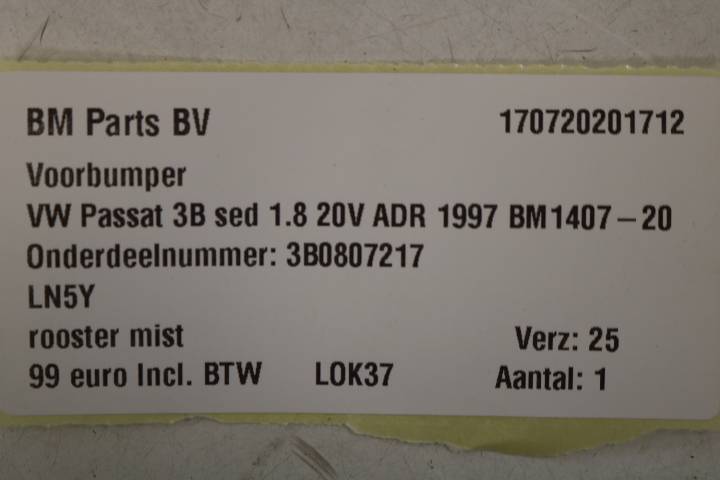 BM Parts BV 170720201712
Voorbumper
VW Passat 3B sed 1.8 20V ADR 1997 BM1407-20
Onderdeelnummer: 3B0807217
LN5Y
rooster mist Verz: 25
99 euro Incl. BTW LOK37 Aantal: 1